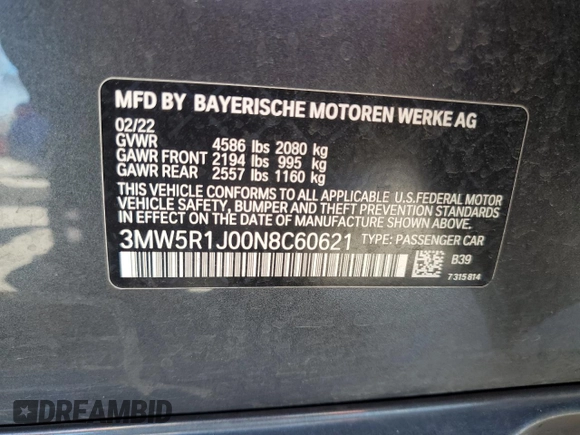 MFD BY BAYERISCHE MOTOREN WERKE AG
02/22
GVWR 4586 lbs 2080 kg
GAWR FRONT 2194 lbs 995 kg
GAWR REAR 2557 lbs 1160 kg
THIS VEHICLE CONFORMS TO ALL APPLICABLE U.S.FEDERAL MOTOR
VEHICLE SAFETY, BUMPER AND THEFT PREVENTION STANDARDS
IN EFFECT ON THE DATE OF MANUFACTURE SHOWN ABOVE.
3MW5R1J00N8C60621 TYPE: PASSENGER CAR
B39
7315814
DREAMBID